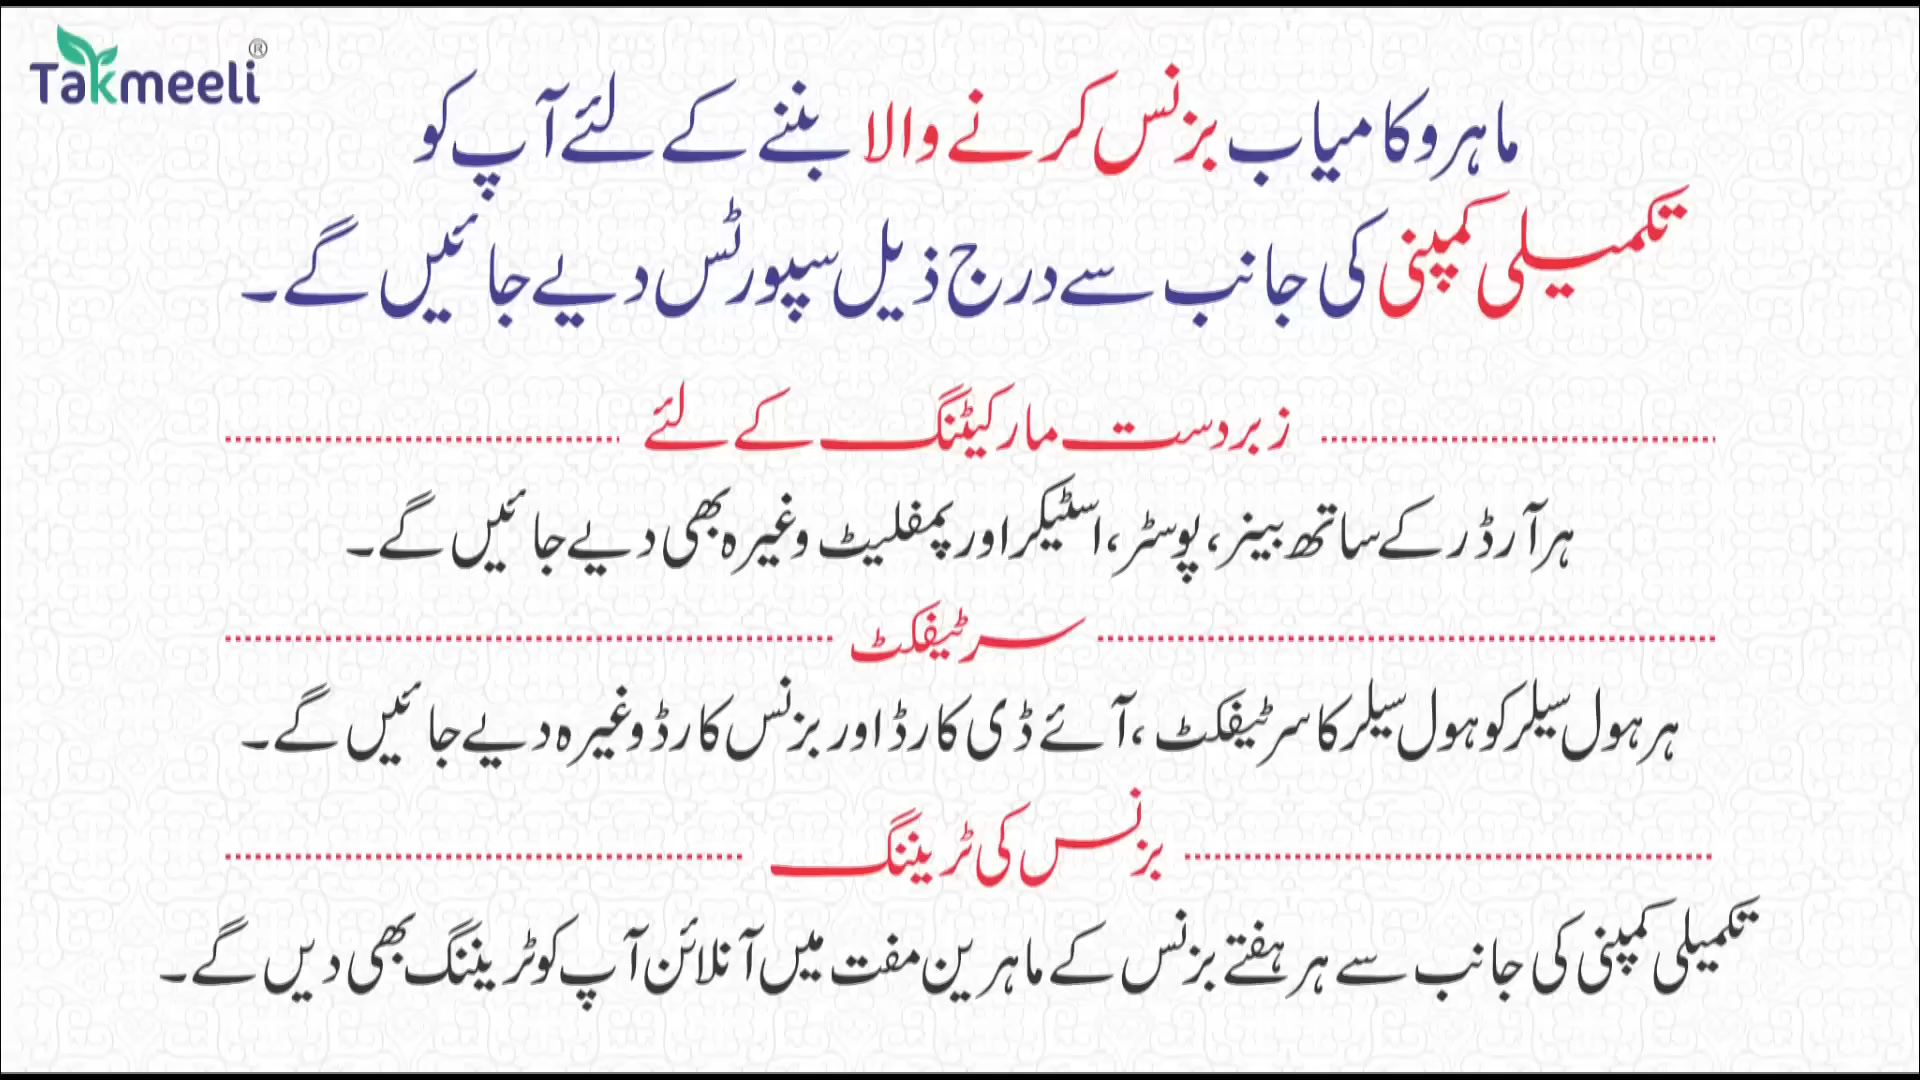 Takmeeli®
ماہر و کامیاب بزنس کرنے والا بننے کے لئے آپ کو
تکمیلی کمپنی کی جانب سے درج ذیل سپورٹس دیے جائیں گے۔
زبردست مارکیٹنگ کے لئے
ہر آرڈر کے ساتھ بینر، پوسٹر، اسٹیکر اور پمفلیٹ وغیرہ بھی دیے جائیں گے۔
سرٹیفکٹ
ہر ہول سیلر کو ہول سیلر کا سرٹیفکٹ، آئے ڈی کارڈ اور بزنس کارڈ وغیرہ دیے جائیں گے۔
بزنس کی ٹریننگ
تکمیلی کمپنی کی جانب سے ہر ہفتے بزنس کے ماہرین مفت میں آنلائن آپ کو ٹریننگ بھی دیں گے۔